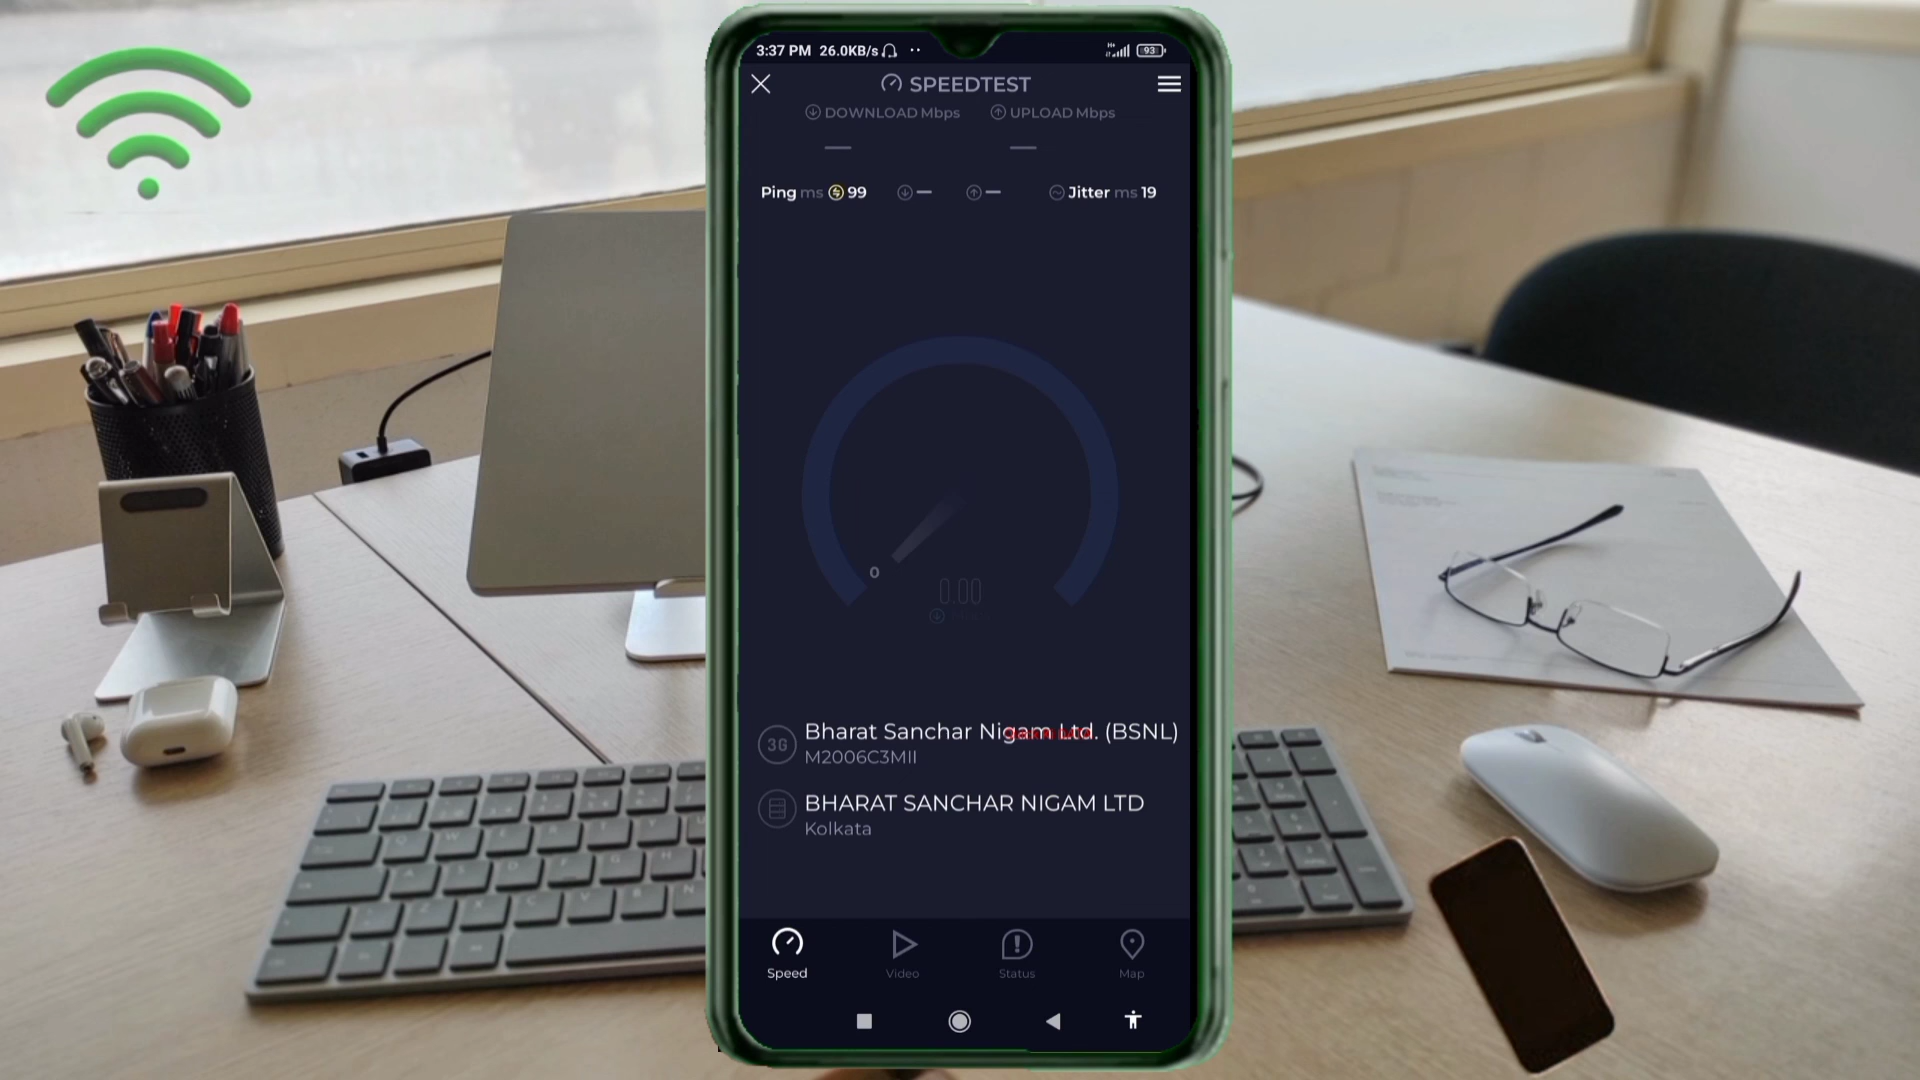 3:37 PM 26.0KB/s 93
SPEEDTEST
DOWNLOAD Mbps UPLOAD Mbps
— —
Ping ms 99 — — Jitter ms 19
0
0.00
3G Bharat Sanchar Nigam Ltd. (BSNL)
M2006C3MII
BHARAT SANCHAR NIGAM LTD
Kolkata
Speed Video Status Map